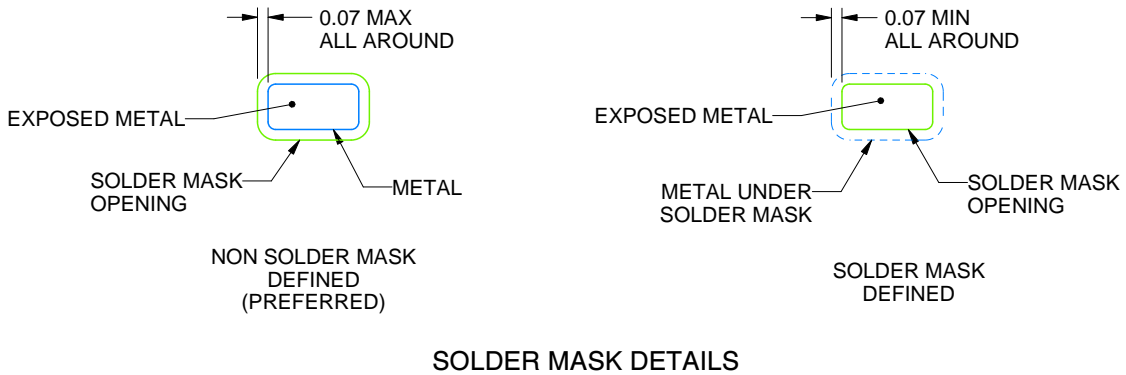 0.07 MAX
ALL AROUND
EXPOSED METAL
SOLDER MASK
OPENING
METAL
NON SOLDER MASK
DEFINED
(PREFERRED)
0.07 MIN
ALL AROUND
EXPOSED METAL
METAL UNDER
SOLDER MASK
SOLDER MASK
OPENING
SOLDER MASK
DEFINED
SOLDER MASK DETAILS